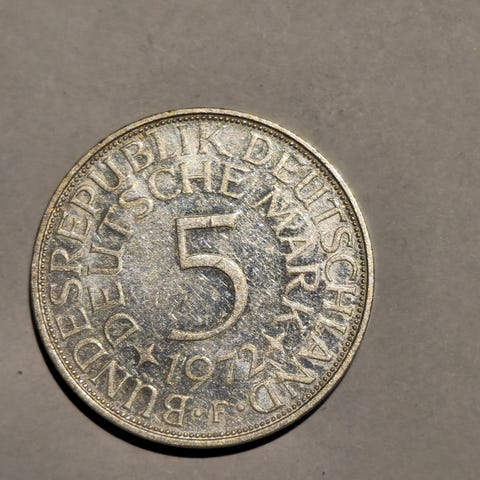 BUNDESREPUBLIK DEUTSCHLAND
DEUTSCHE MARK
5
1972
F